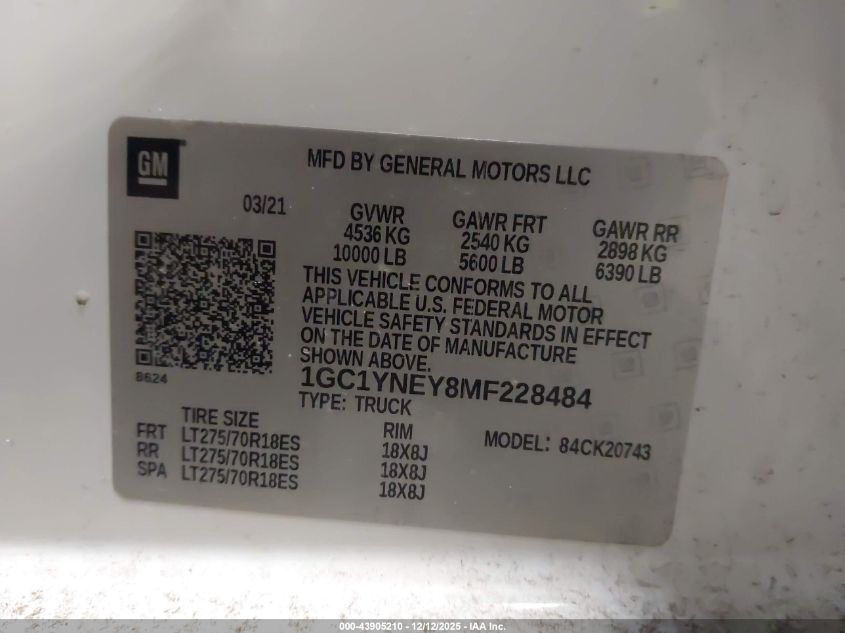 GM
MFD BY GENERAL MOTORS LLC
03/21
GVWR GAWR FRT GAWR RR
4536 KG 2540 KG 2898 KG
10000 LB 5600 LB 6390 LB
THIS VEHICLE CONFORMS TO ALL
APPLICABLE U.S. FEDERAL MOTOR
VEHICLE SAFETY STANDARDS IN EFFECT
ON THE DATE OF MANUFACTURE
SHOWN ABOVE.
8624
1GC1YNEY8MF228484
TYPE: TRUCK
TIRE SIZE RIM MODEL: 84CK20743
FRT LT275/70R18ES 18X8J
RR LT275/70R18ES 18X8J
SPA LT275/70R18ES 18X8J
000-43905210 - 12/12/2025 - IAA Inc.